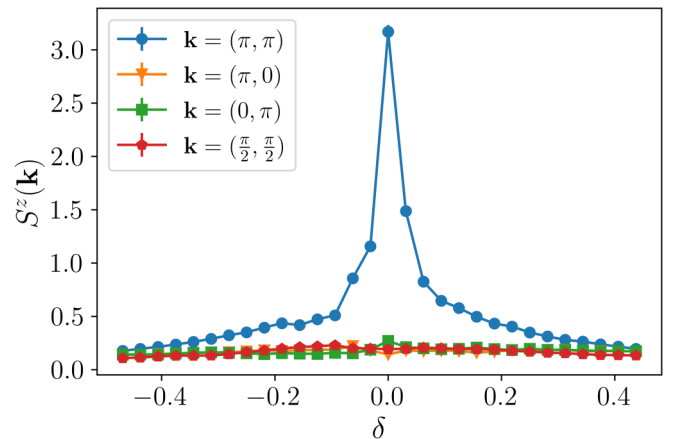 3.0
2.5
2.0
1.5
1.0
0.5
0.0
S^z(𝐤)
𝐤 = (π, π)
𝐤 = (π, 0)
𝐤 = (0, π)
𝐤 = (π/2, π/2)
−0.4 −0.2 0.0 0.2 0.4
δ